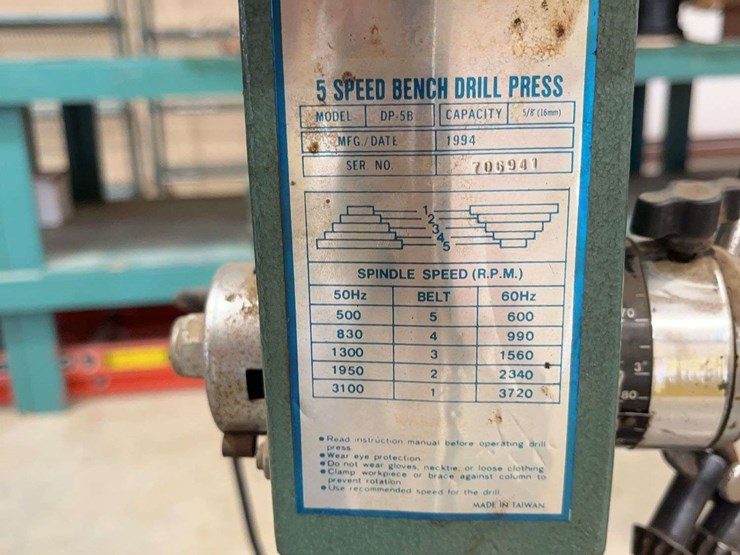 5 SPEED BENCH DRILL PRESS
MODEL DP-5B CAPACITY 5/8"(16mm)
MFG./DATE 1994
SER. NO. 706941
1
2
3
4
5
SPINDLE SPEED (R.P.M.)
50Hz BELT 60Hz
500 5 600
830 4 990
1300 3 1560
1950 2 2340
3100 1 3720
● Read instruction manual before operating drill
press.
● Wear eye protection.
● Do not wear gloves, necktie, or loose clothing.
● Clamp workpiece or brace against column to
prevent rotation.
● Use recommended speed for the drill.
MADE IN TAIWAN
70
3"
80